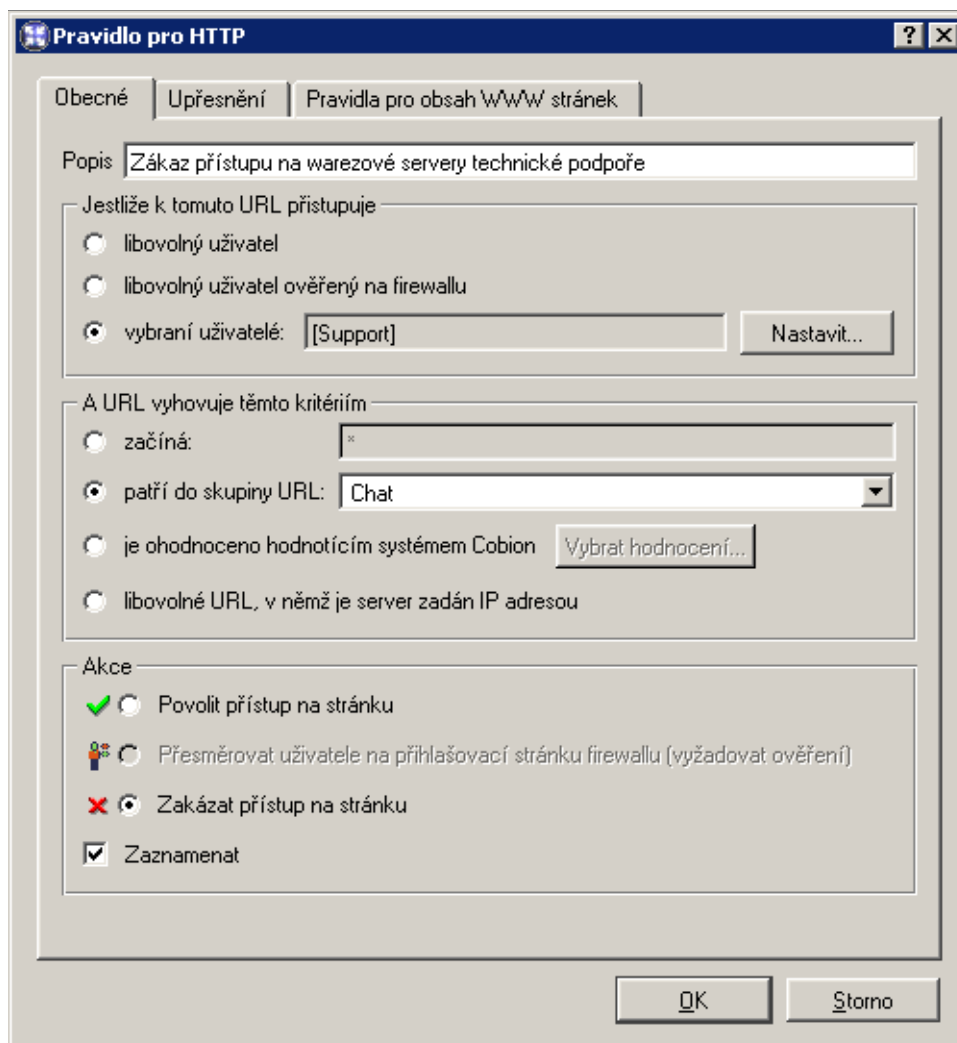 Pravidlo pro HTTP
Obecné Upřesnění Pravidla pro obsah WWW stránek
Popis Zákaz přístupu na warezové servery technické podpoře
Jestliže k tomuto URL přistupuje
libovolný uživatel
libovolný uživatel ověřený na firewallu
vybraní uživatelé: [Support] Nastavit...
A URL vyhovuje těmto kritériím
začíná: *
patří do skupiny URL: Chat
je ohodnoceno hodnotícím systémem Cobion Vybrat hodnocení...
libovolné URL, v němž je server zadán IP adresou
Akce
Povolit přístup na stránku
Přesměrovat uživatele na přihlašovací stránku firewallu (vyžadovat ověření)
Zakázat přístup na stránku
Zaznamenat
OK Storno